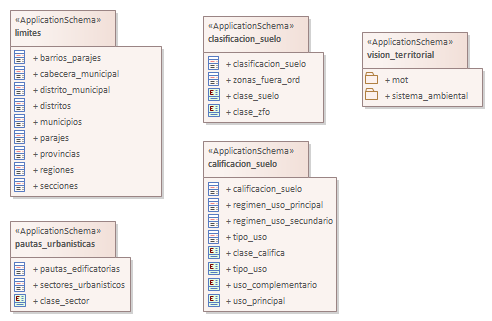 «ApplicationSchema»
limites
+ barrios_parajes
+ cabecera_municipal
+ distrito_municipal
+ distritos
+ municipios
+ parajes
+ provincias
+ regiones
+ secciones
«ApplicationSchema»
clasificacion_suelo
+ clasificacion_suelo
+ zonas_fuera_ord
+ clase_suelo
+ clase_zfo
«ApplicationSchema»
vision_territorial
+ mot
+ sistema_ambiental
«ApplicationSchema»
calificacion_suelo
+ calificacion_suelo
+ regimen_uso_principal
+ regimen_uso_secundario
+ tipo_uso
+ clase_califica
+ tipo_uso
+ uso_complementario
+ uso_principal
«ApplicationSchema»
pautas_urbanisticas
+ pautas_edificatorias
+ sectores_urbanisticos
+ clase_sector